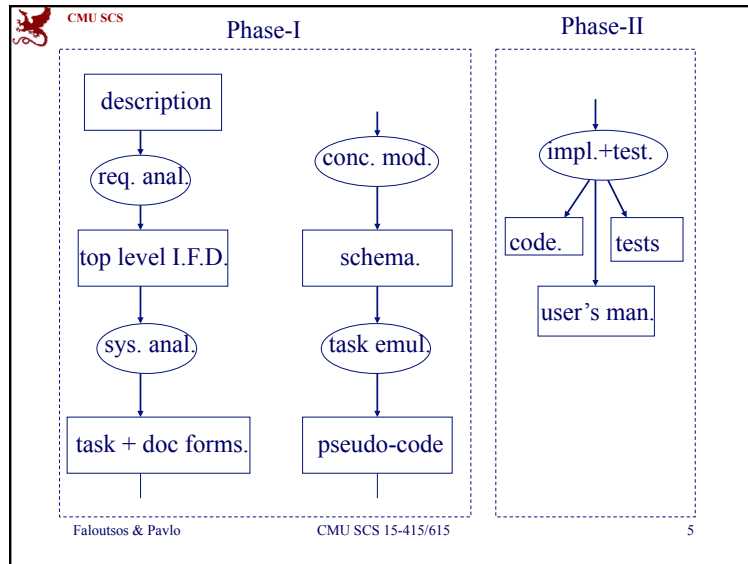 CMU SCS
Phase-I
Phase-II
description
req. anal.
top level I.F.D.
sys. anal.
task + doc forms.
conc. mod.
schema.
task emul.
pseudo-code
impl.+test.
code.
tests
user’s man.
Faloutsos & Pavlo
CMU SCS 15-415/615
5